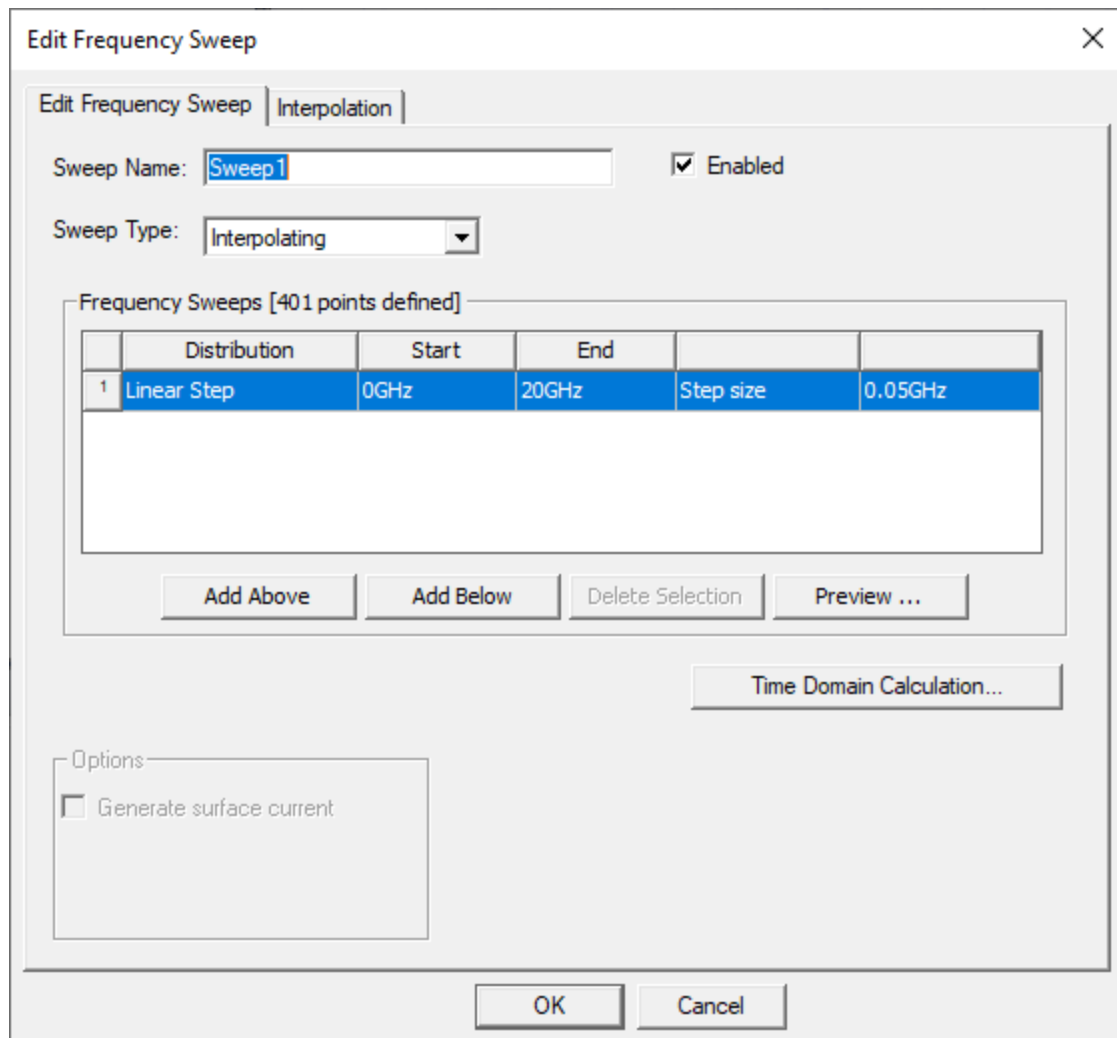 Edit Frequency Sweep
Edit Frequency Sweep Interpolation
Sweep Name: Sweep1 Enabled
Sweep Type: Interpolating
Frequency Sweeps [401 points defined]
Distribution Start End
1 Linear Step 0GHz 20GHz Step size 0.05GHz
Add Above Add Below Delete Selection Preview ...
Time Domain Calculation...
Options
Generate surface current
OK Cancel